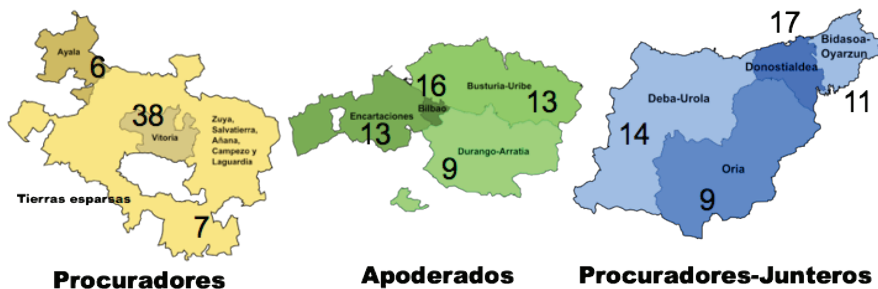 Ayala
6
38
Vitoria
Zuya,
Salvatierra,
Añana,
Campezo y
Laguardia
Tierras esparsas
7
Procuradores
16
Busturia-Uribe
13
Bilbao
Encartaciones
13
Durango-Arratia
9
Apoderados
17
Bidasoa-
Oyarzun
Donostialdea
Deba-Urola
11
14
Oria
9
Procuradores-Junteros